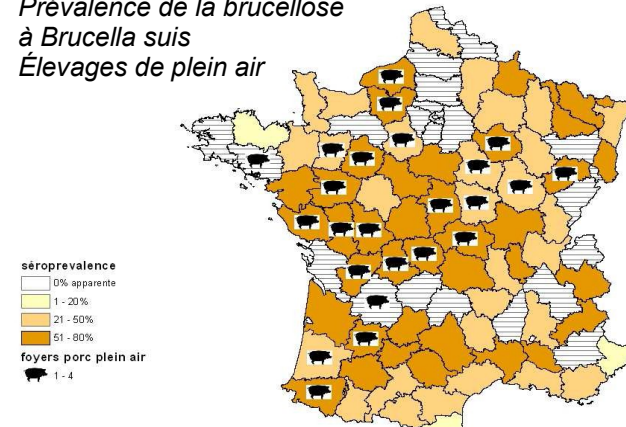 Prévalence de la brucellose
à Brucella suis
Élevages de plein air
séroprevalence
0% apparente
1 - 20%
21 - 50%
51 - 80%
foyers porc plein air
1 - 4